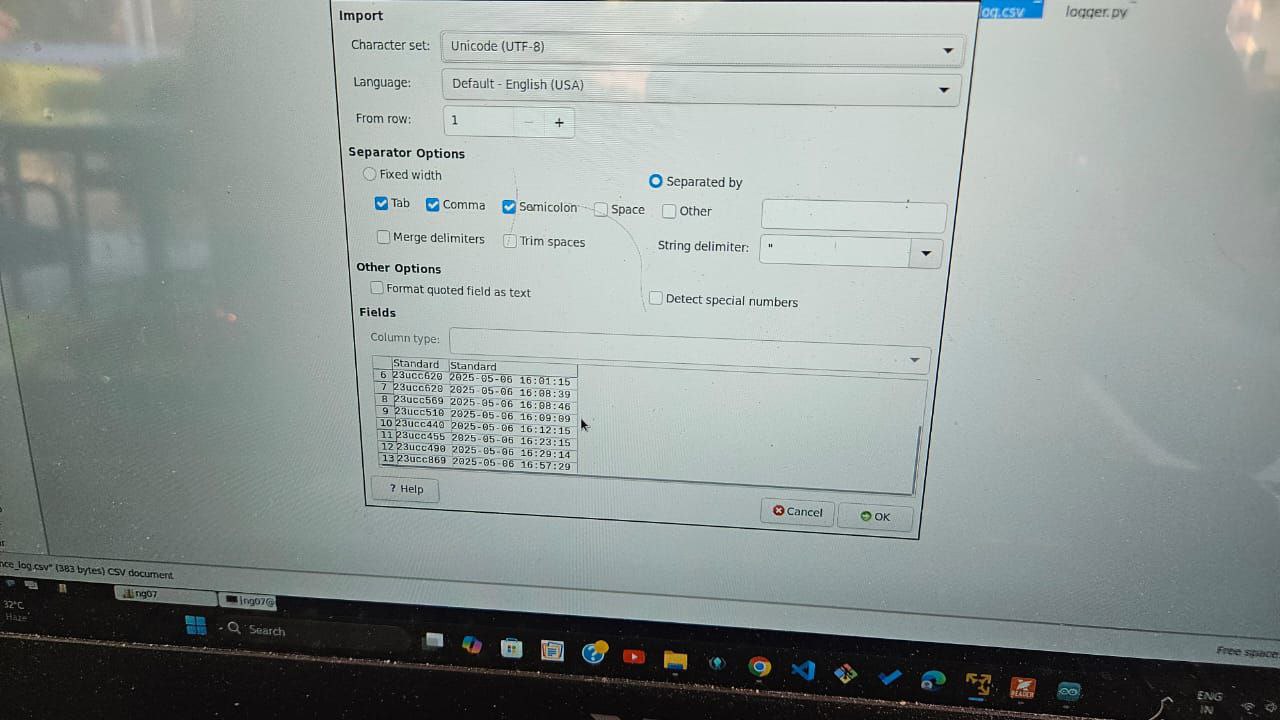 Import
og.csv
logger.py
Character set: Unicode (UTF-8)
Language: Default - English (USA)
From row: 1 − +
Separator Options
Fixed width
Separated by
Tab Comma Semicolon Space Other
Merge delimiters Trim spaces String delimiter: "
Other Options
Format quoted field as text
Detect special numbers
Fields
Column type:
Standard Standard
6 23ucc620 2025-05-06 16:01:15
7 23ucc620 2025-05-06 16:08:39
8 23ucc569 2025-05-06 16:08:46
9 23ucc510 2025-05-06 16:09:09
10 23ucc440 2025-05-06 16:12:15
11 23ucc455 2025-05-06 16:23:15
12 23ucc490 2025-05-06 16:29:14
13 23ucc869 2025-05-06 16:57:29
? Help
Cancel OK
nce_log.csv" (383 bytes) CSV document
Free space:
ng07
ing07@
32°C
Haze
Search
READER
ENG
IN